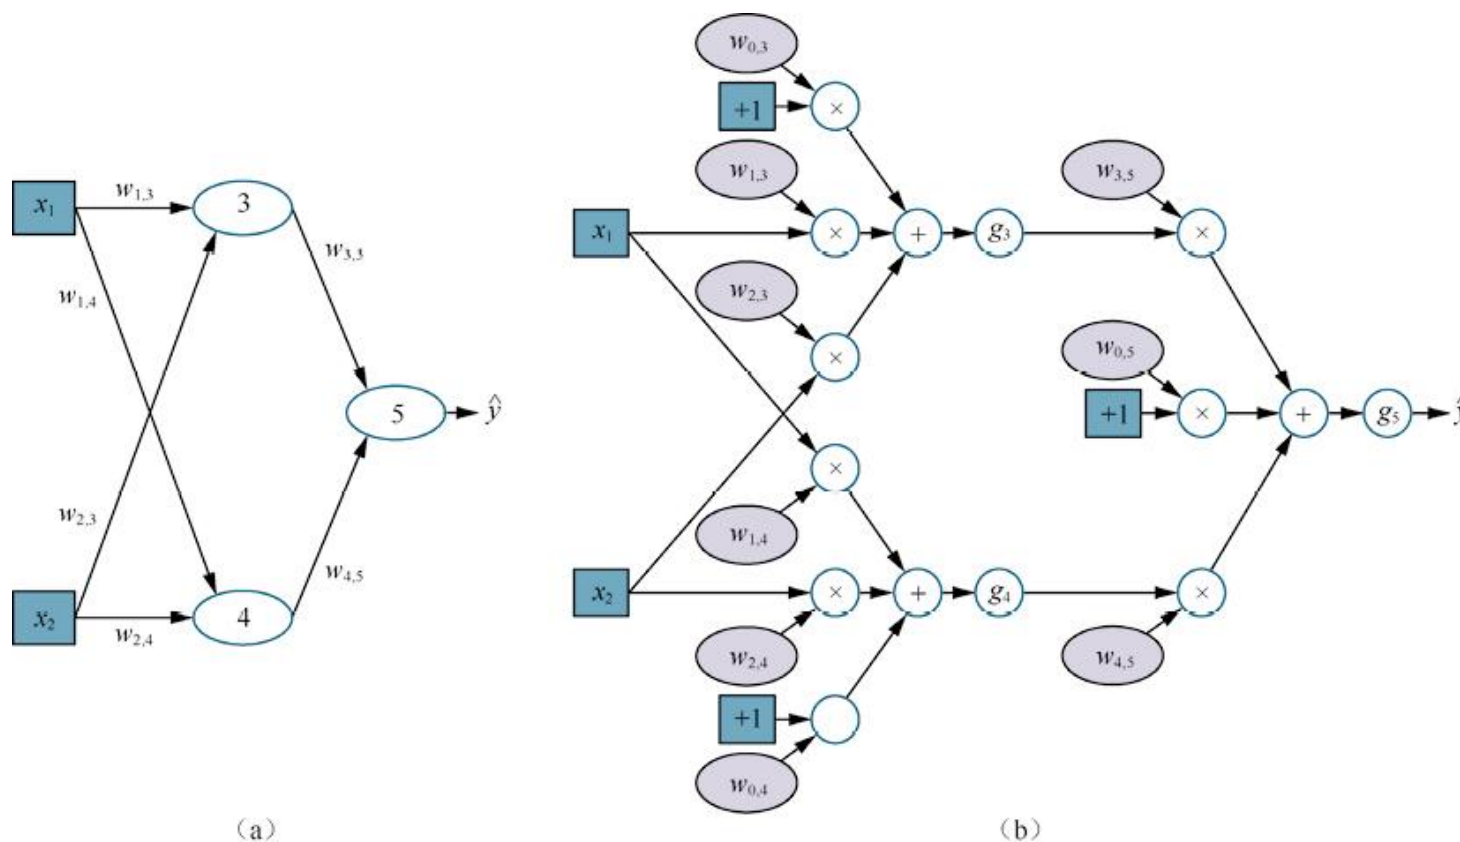 x₁
w₁,₃
3
w₃,₃
w₁,₄
5
ŷ
w₂,₃
w₄,₅
x₂
w₂,₄
4
(a)
w₀,₃
+1
×
w₁,₃
w₃,₅
x₁
×
+
g₃
×
w₂,₃
×
w₀,₅
+1
×
+
g₅
ŷ
×
w₁,₄
x₂
×
+
g₄
×
w₂,₄
w₄,₅
+1
w₀,₄
(b)